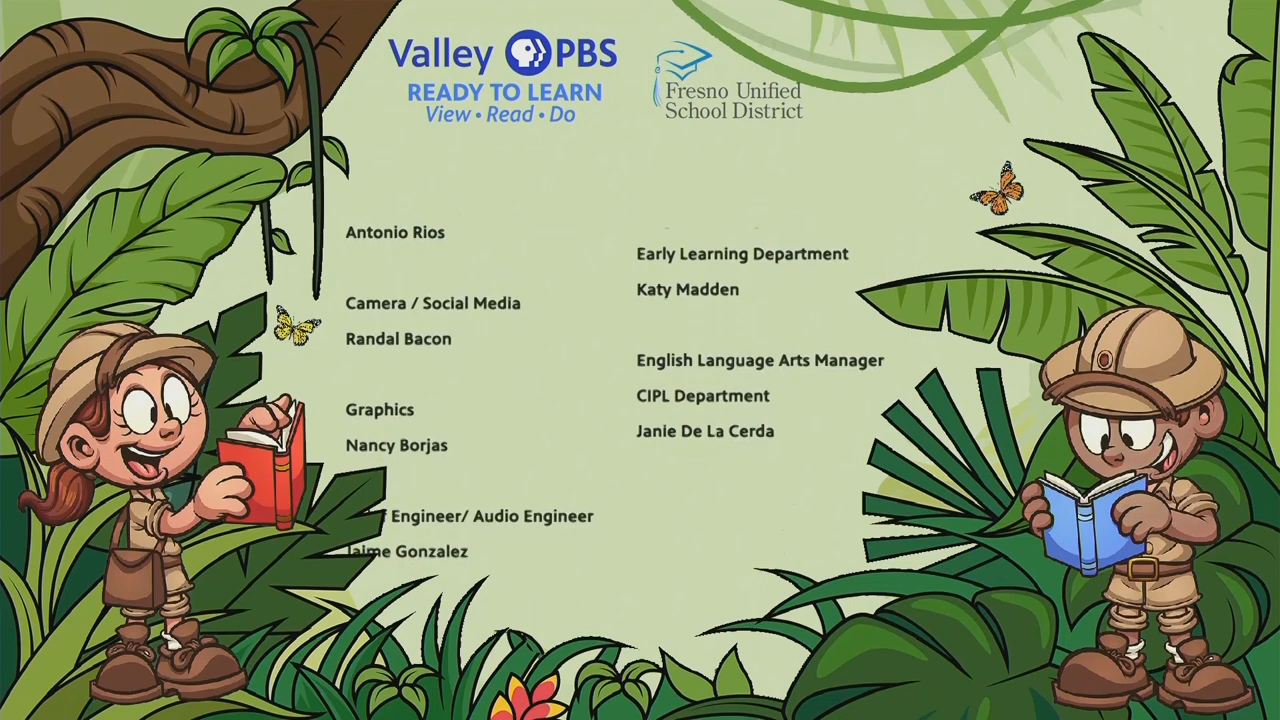 Valley PBS
READY TO LEARN
View • Read • Do
Fresno Unified
School District
Antonio Rios
Camera / Social Media
Randal Bacon
Graphics
Nancy Borjas
Engineer/ Audio Engineer
Jaime Gonzalez
Early Learning Department
Katy Madden
English Language Arts Manager
CIPL Department
Janie De La Cerda